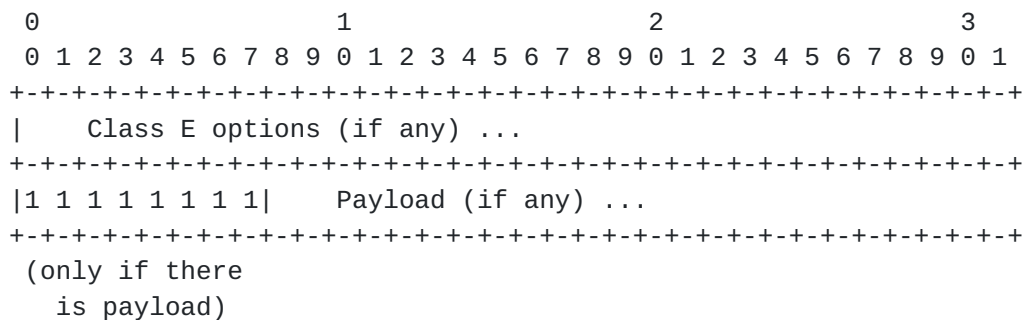 0                   1                   2                   3
 0 1 2 3 4 5 6 7 8 9 0 1 2 3 4 5 6 7 8 9 0 1 2 3 4 5 6 7 8 9 0 1
+-+-+-+-+-+-+-+-+-+-+-+-+-+-+-+-+-+-+-+-+-+-+-+-+-+-+-+-+-+-+-+-+
|    Class E options (if any) ...
+-+-+-+-+-+-+-+-+-+-+-+-+-+-+-+-+-+-+-+-+-+-+-+-+-+-+-+-+-+-+-+-+
|1 1 1 1 1 1 1 1|    Payload (if any) ...
+-+-+-+-+-+-+-+-+-+-+-+-+-+-+-+-+-+-+-+-+-+-+-+-+-+-+-+-+-+-+-+-+
 (only if there
   is payload)